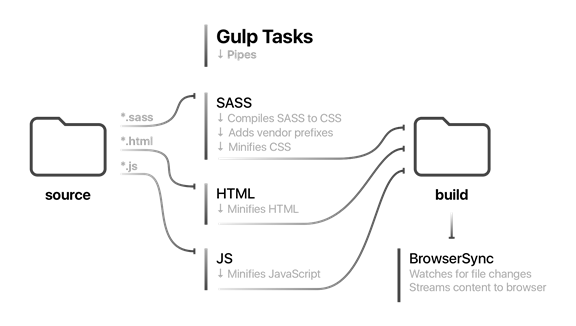 Gulp Tasks
↓ Pipes
*.sass
*.html
*.js
source
SASS
↓ Compiles SASS to CSS
↓ Adds vendor prefixes
↓ Minifies CSS
HTML
↓ Minifies HTML
JS
↓ Minifies JavaScript
build
BrowserSync
Watches for file changes
Streams content to browser